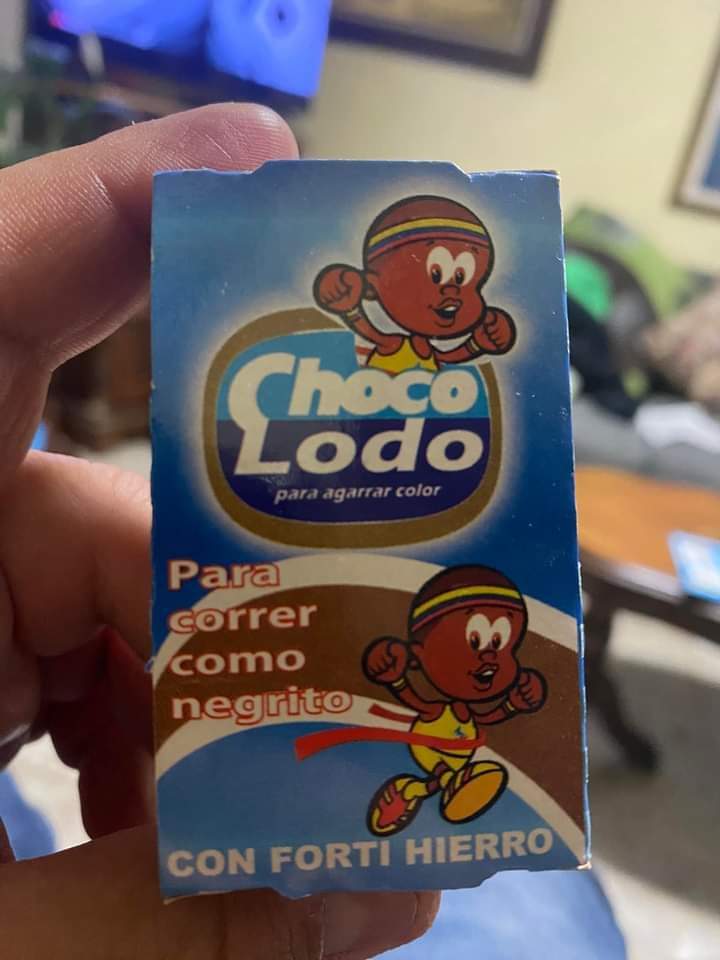 Choco
Lodo
para agarrar color
Para
correr
como
negrito
CON FORTI HIERRO